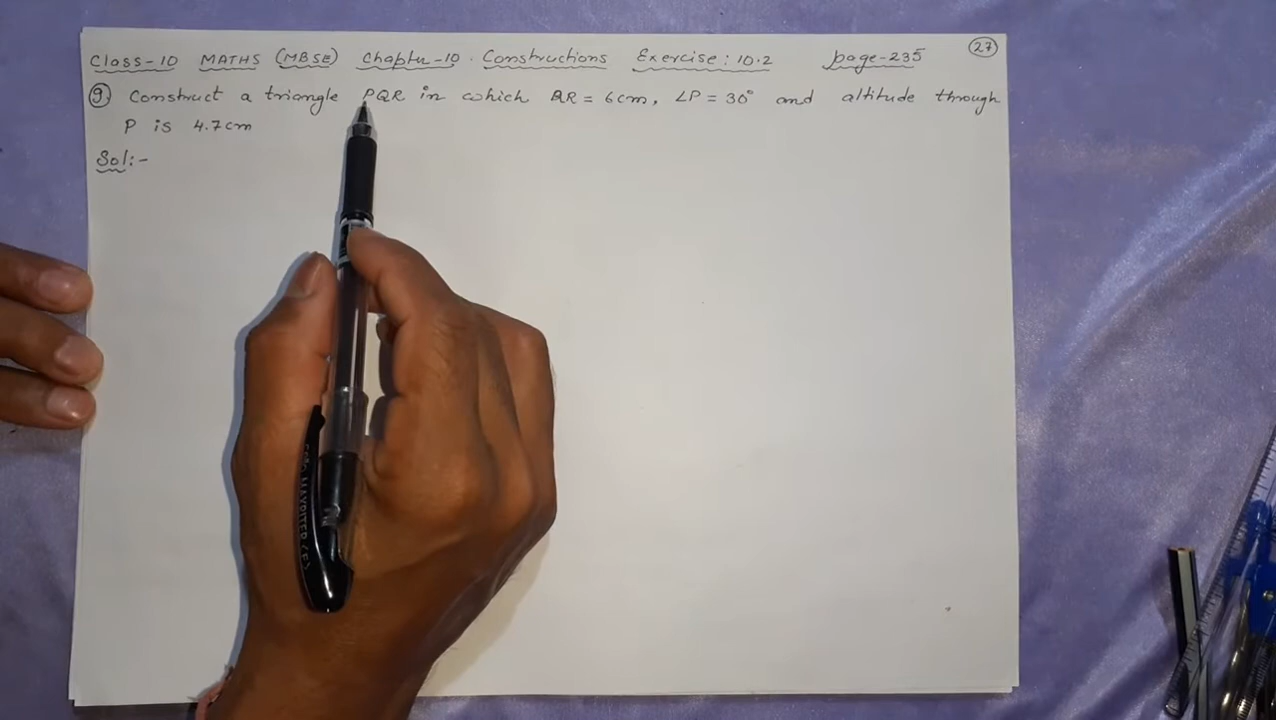 Class-10 MATHS (MBSE) Chapter-10. Constructions Exercise: 10.2 page-235 27
9. Construct a triangle PQR in which QR = 6cm, ∠P = 30° and altitude through
P is 4.7cm
Sol:-